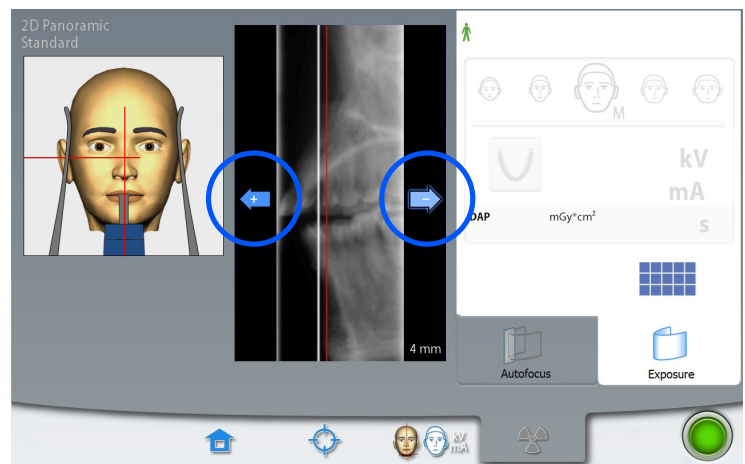 2D Panoramic
Standard
+
−
4 mm
M
kV
mA
DAP mGy*cm²
s
Autofocus
Exposure
kV
mA